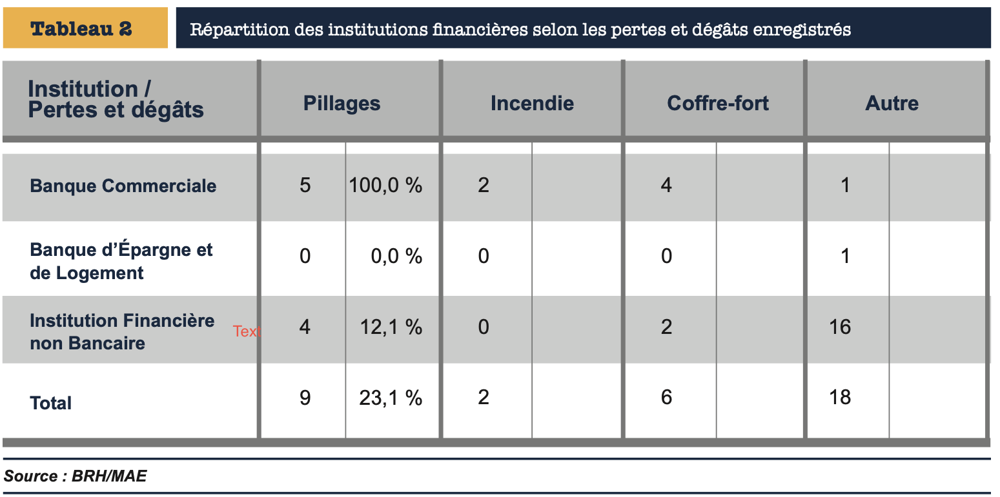 Tableau 2 Répartition des institutions financières selon les pertes et dégâts enregistrés
Institution /
Pertes et dégâts Pillages Incendie Coffre-fort Autre
Banque Commerciale 5 100,0 % 2 4 1
Banque d’Épargne et
de Logement 0 0,0 % 0 0 1
Institution Financière
non Bancaire Text 4 12,1 % 0 2 16
Total 9 23,1 % 2 6 18
Source : BRH/MAE